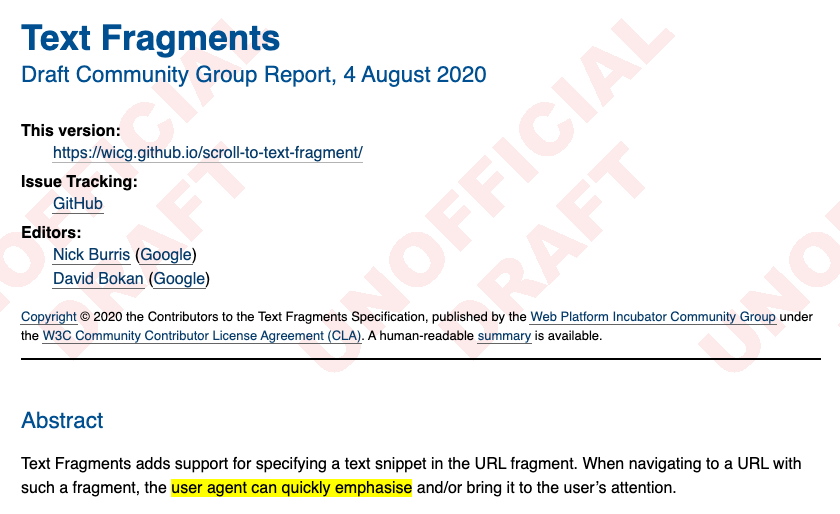 Text Fragments
Draft Community Group Report, 4 August 2020
This version:
https://wicg.github.io/scroll-to-text-fragment/
Issue Tracking:
GitHub
Editors:
Nick Burris (Google)
David Bokan (Google)
Copyright © 2020 the Contributors to the Text Fragments Specification, published by the Web Platform Incubator Community Group under
the W3C Community Contributor License Agreement (CLA). A human-readable summary is available.
Abstract
Text Fragments adds support for specifying a text snippet in the URL fragment. When navigating to a URL with
such a fragment, the user agent can quickly emphasise and/or bring it to the user’s attention.
UNOFFICIAL
DRAFT
UNOFFICIAL
DRAFT